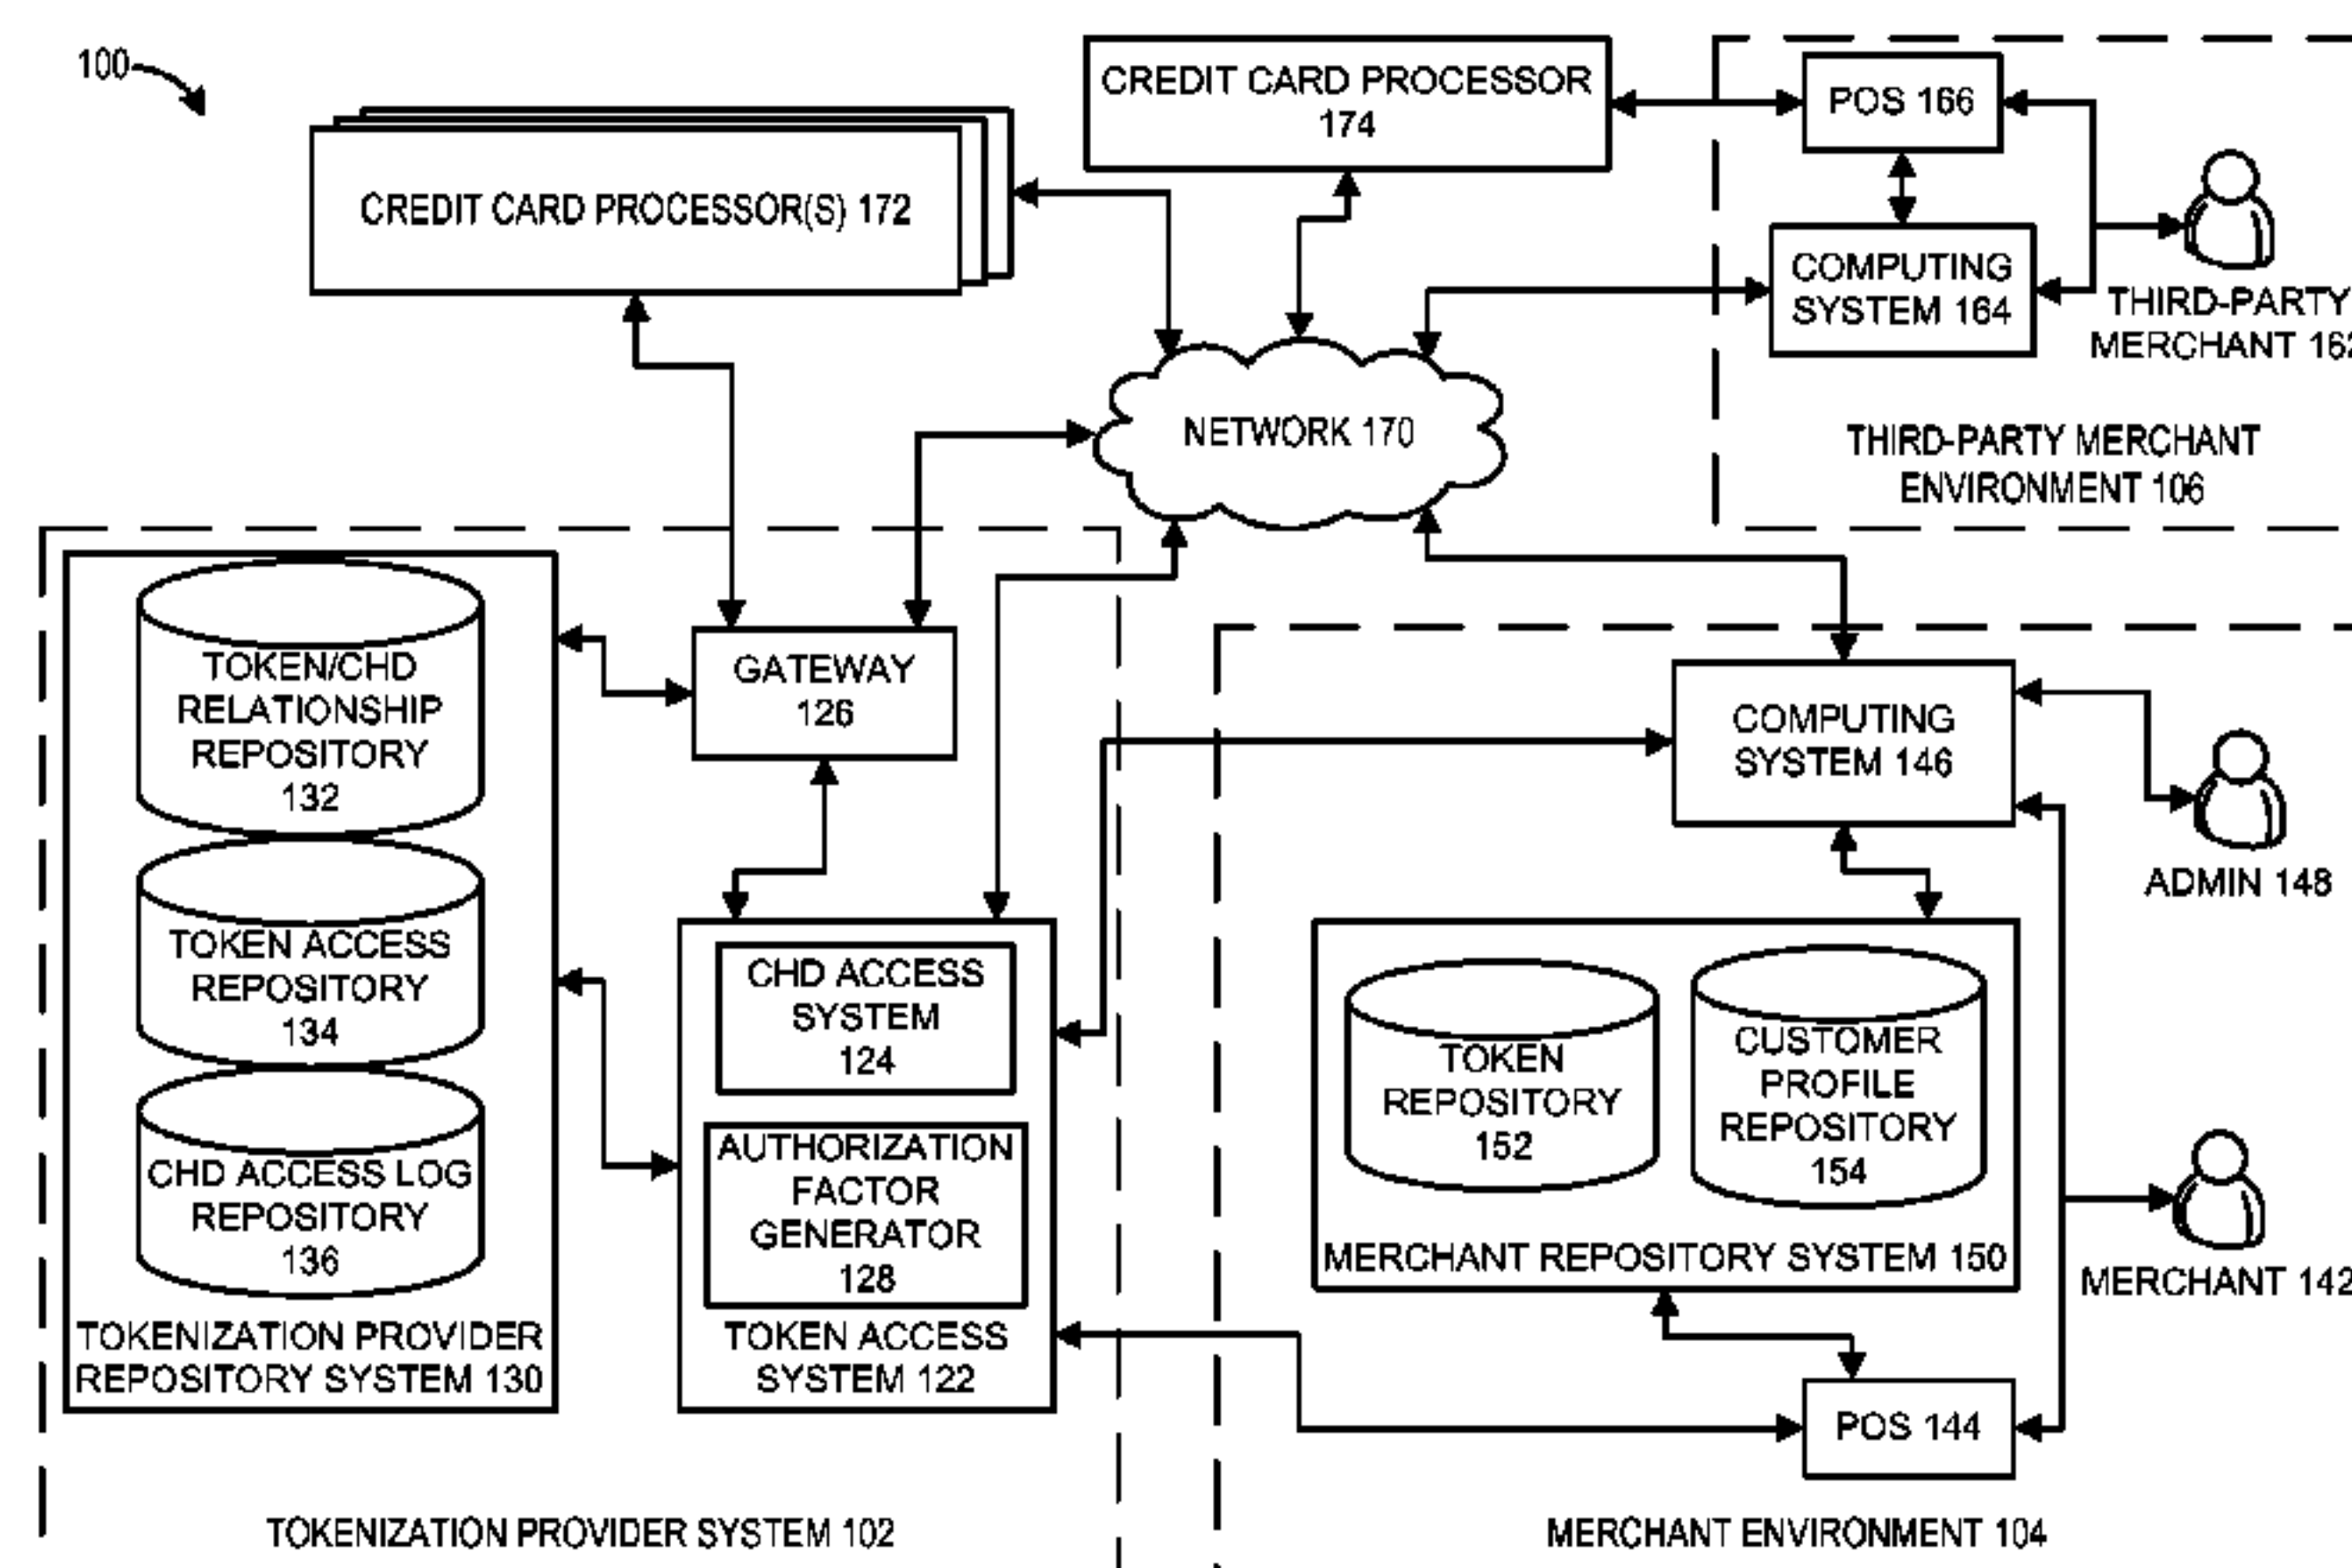 100
CREDIT CARD PROCESSOR
174
POS 166
CREDIT CARD PROCESSOR(S) 172
COMPUTING
SYSTEM 164
THIRD-PARTY
MERCHANT 162
NETWORK 170
THIRD-PARTY MERCHANT
ENVIRONMENT 106
TOKEN/CHD
RELATIONSHIP
REPOSITORY
132
GATEWAY
126
COMPUTING
SYSTEM 146
ADMIN 148
TOKEN ACCESS
REPOSITORY
134
CHD ACCESS
SYSTEM
124
TOKEN
REPOSITORY
152
CUSTOMER
PROFILE
REPOSITORY
154
CHD ACCESS LOG
REPOSITORY
136
AUTHORIZATION
FACTOR
GENERATOR
128
MERCHANT REPOSITORY SYSTEM 150
MERCHANT 142
TOKENIZATION PROVIDER
REPOSITORY SYSTEM 130
TOKEN ACCESS
SYSTEM 122
POS 144
TOKENIZATION PROVIDER SYSTEM 102
MERCHANT ENVIRONMENT 104